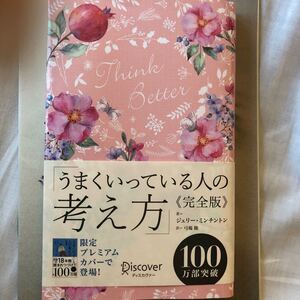 Think
Better
「うまくいっている人の
考え方」
《完全版》
著=
ジェリー・ミンチントン
訳=弓場 隆
限定
プレミアム
カバーで
登場!
100
万部突破
Discover
ディスカヴァー